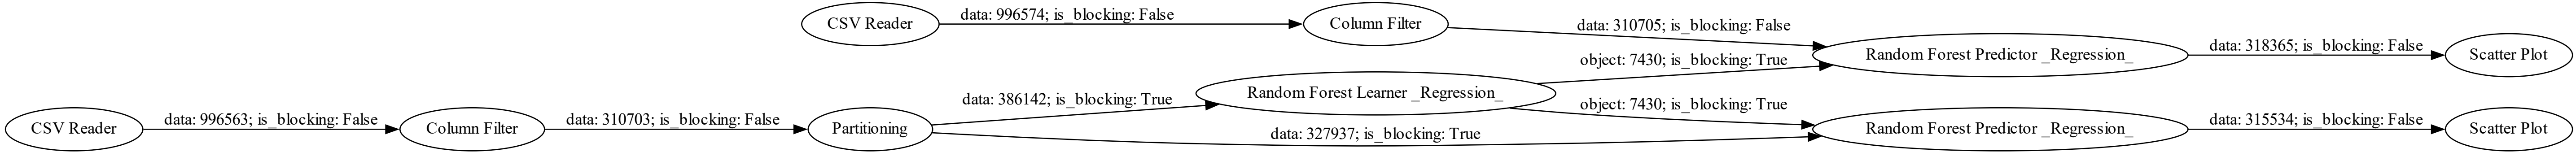 CSV Reader
data: 996574; is_blocking: False
Column Filter
data: 310705; is_blocking: False
object: 7430; is_blocking: True
Random Forest Predictor _Regression_
data: 318365; is_blocking: False
Scatter Plot
CSV Reader
data: 996563; is_blocking: False
Column Filter
data: 310703; is_blocking: False
Partitioning
data: 386142; is_blocking: True
Random Forest Learner _Regression_
object: 7430; is_blocking: True
data: 327937; is_blocking: True
Random Forest Predictor _Regression_
data: 315534; is_blocking: False
Scatter Plot